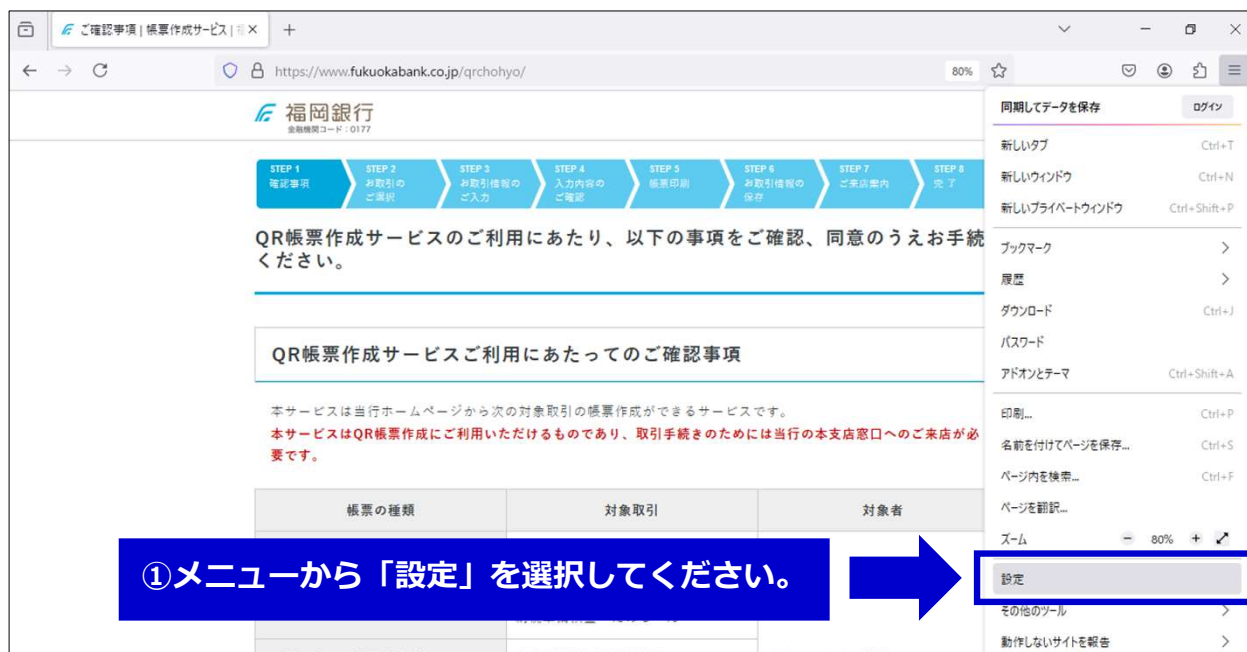 ご確認事項 | 帳票作成サービス |
https://www.fukuokabank.co.jp/qrchohyo/
80%
福岡銀行
金融機関コード：0177
STEP 1
確認事項
STEP 2
お取引の
ご選択
STEP 3
お取引情報の
ご入力
STEP 4
入力内容の
ご確認
STEP 5
帳票印刷
STEP 6
お取引情報の
保存
STEP 7
ご来店案内
STEP 8
完了
QR帳票作成サービスのご利用にあたり、以下の事項をご確認、同意のうえお手続
ください。
QR帳票作成サービスご利用にあたってのご確認事項
本サービスは当行ホームページから次の対象取引の帳票作成ができるサービスです。
本サービスはQR帳票作成にご利用いただけるものであり、取引手続きのためには当行の本支店窓口へのご来店が必
要です。
帳票の種類
対象取引
対象者
①メニューから「設定」を選択してください。
同期してデータを保存
ログイン
新しいタブ Ctrl+T
新しいウィンドウ Ctrl+N
新しいプライベートウィンドウ Ctrl+Shift+P
ブックマーク
履歴
ダウンロード Ctrl+J
パスワード
アドオンとテーマ Ctrl+Shift+A
印刷... Ctrl+P
名前を付けてページを保存... Ctrl+S
ページ内を検索... Ctrl+F
ページを翻訳...
ズーム － 80% ＋
設定
その他のツール
動作しないサイトを報告